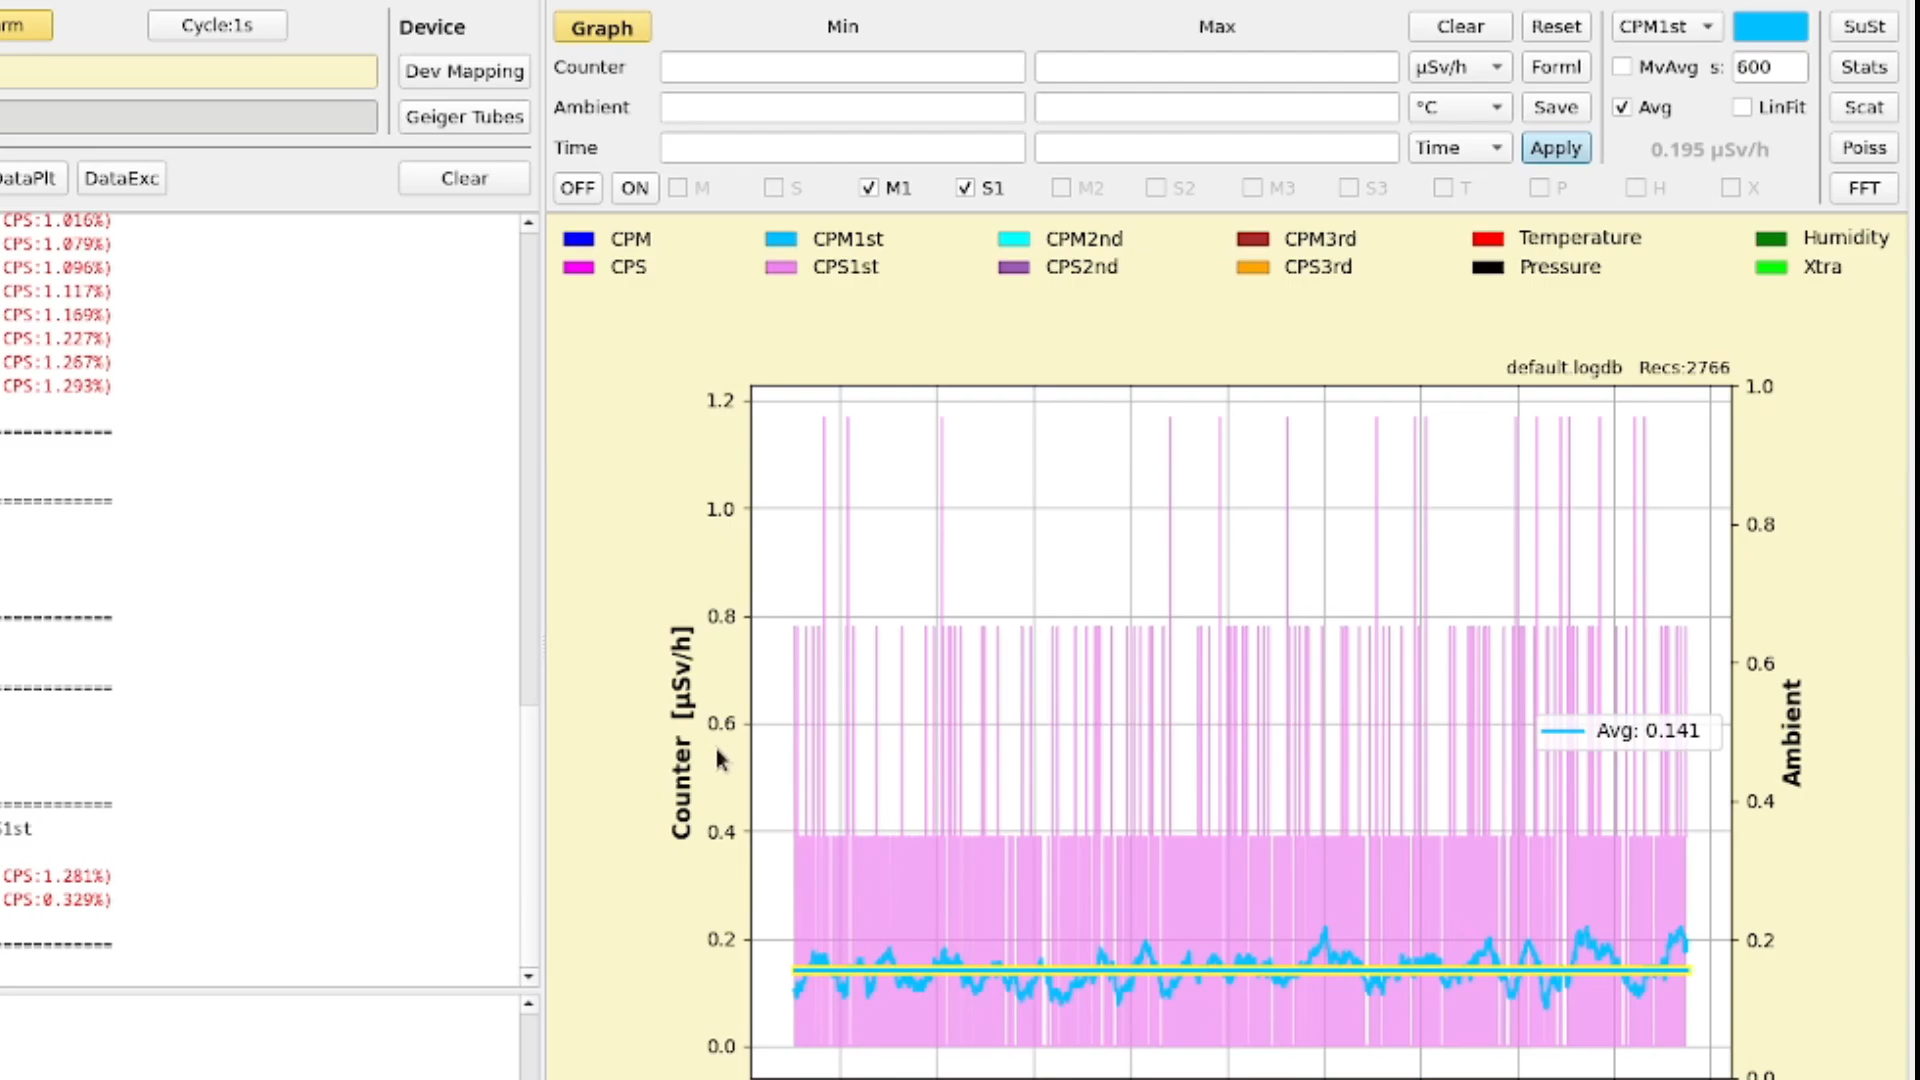 Cycle:1s
Device
Dev Mapping
Geiger Tubes
DataExc
Clear
CPS:1.016%)
CPS:1.079%)
CPS:1.096%)
CPS:1.117%)
CPS:1.169%)
CPS:1.227%)
CPS:1.267%)
CPS:1.293%)
============
============
============
============
============
1st
CPS:1.281%)
CPS:0.329%)
============
Graph Min Max Clear Reset CPM1st SuSt
Counter µSv/h Forml MvAvg s: 600 Stats
Ambient °C Save Avg LinFit Scat
Time Time Apply 0.195 µSv/h Poiss
OFF ON M S M1 S1 M2 S2 M3 S3 T P H X FFT
CPM CPM1st CPM2nd CPM3rd Temperature Humidity
CPS CPS1st CPS2nd CPS3rd Pressure Xtra
default.logdb Recs:2766
1.2
1.0
0.8
0.6
0.4
0.2
0.0
Counter [µSv/h]
Avg: 0.141
1.0
0.8
0.6
0.4
0.2
0.0
Ambient